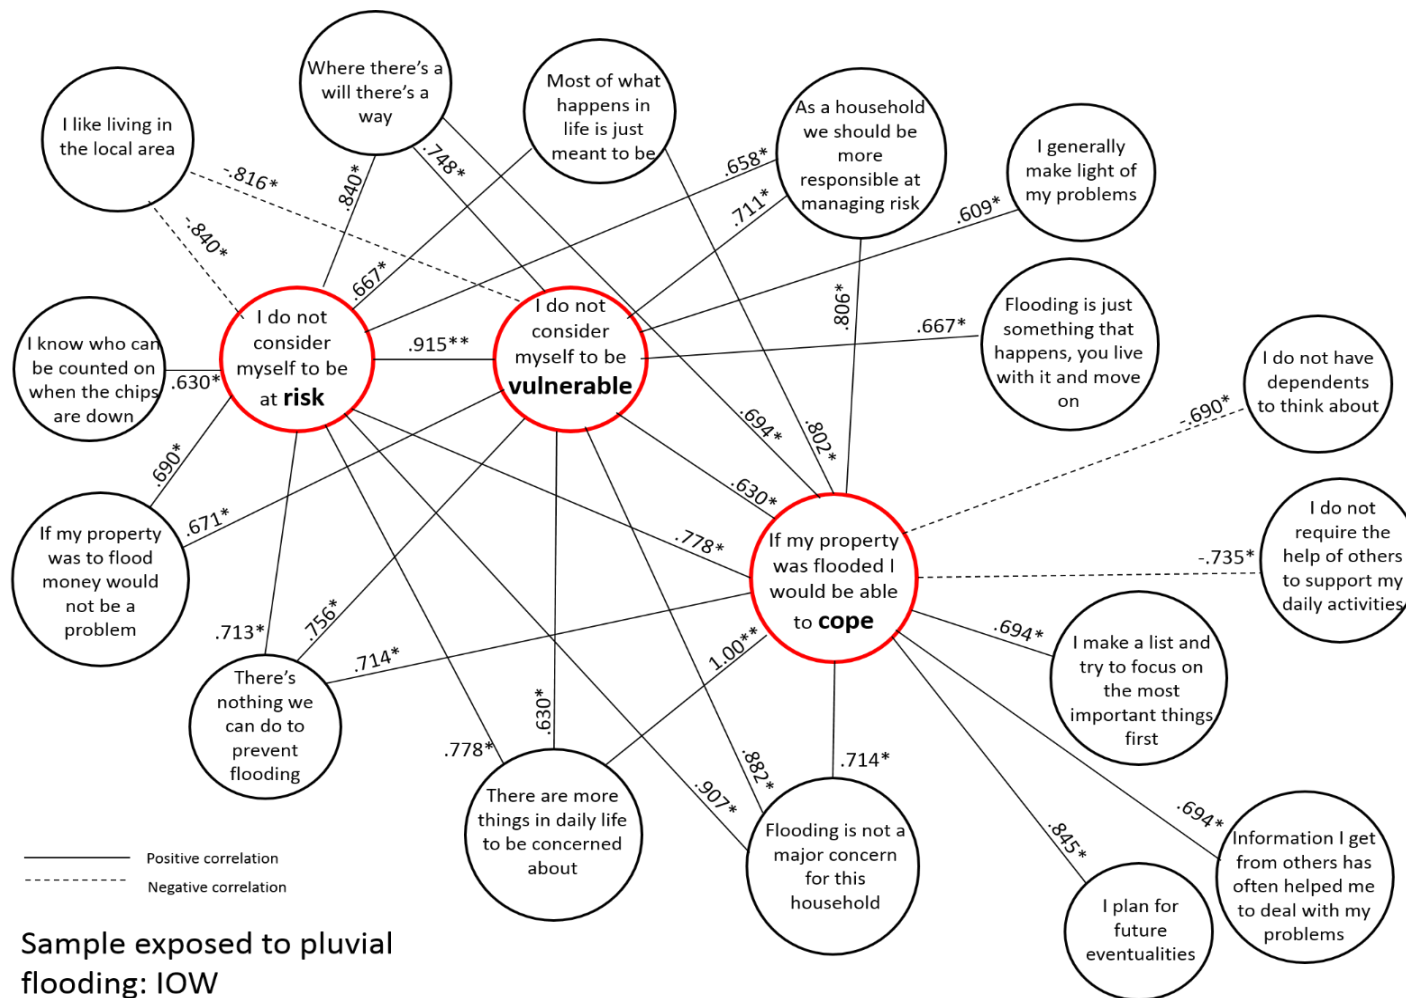 Where there's a
will there's a
way
Most of what
happens in
life is just
meant to be
As a household
we should be
more
responsible at
managing risk
I like living in
the local area
I generally
make light of
my problems
-.816*
.840*
.748*
.658*
.711*
.609*
-.840*
.667*
.806*
I know who can
be counted on
when the chips
are down
I do not
consider
myself to be
at risk
I do not
consider
myself to be
vulnerable
Flooding is just
something that
happens, you live
with it and move
on
I do not have
dependents
to think about
.915**
.667*
.630*
.690*
.694*
.802*
-.690*
.671*
.630*
If my property
was to flood
money would
not be a
problem
If my property
was flooded I
would be able
to cope
I do not
require the
help of others
to support my
daily activities
.778*
-.735*
.713*
.756*
.714*
1.00**
.694*
There's
nothing we
can do to
prevent
flooding
I make a list and
try to focus on
the most
important things
first
.778*
.630*
.907*
.882*
.714*
.845*
.694*
There are more
things in daily life
to be concerned
about
Flooding is not a
major concern
for this
household
I plan for
future
eventualities
Information I get
from others has
often helped me
to deal with my
problems
Positive correlation
Negative correlation
Sample exposed to pluvial
flooding: IOW